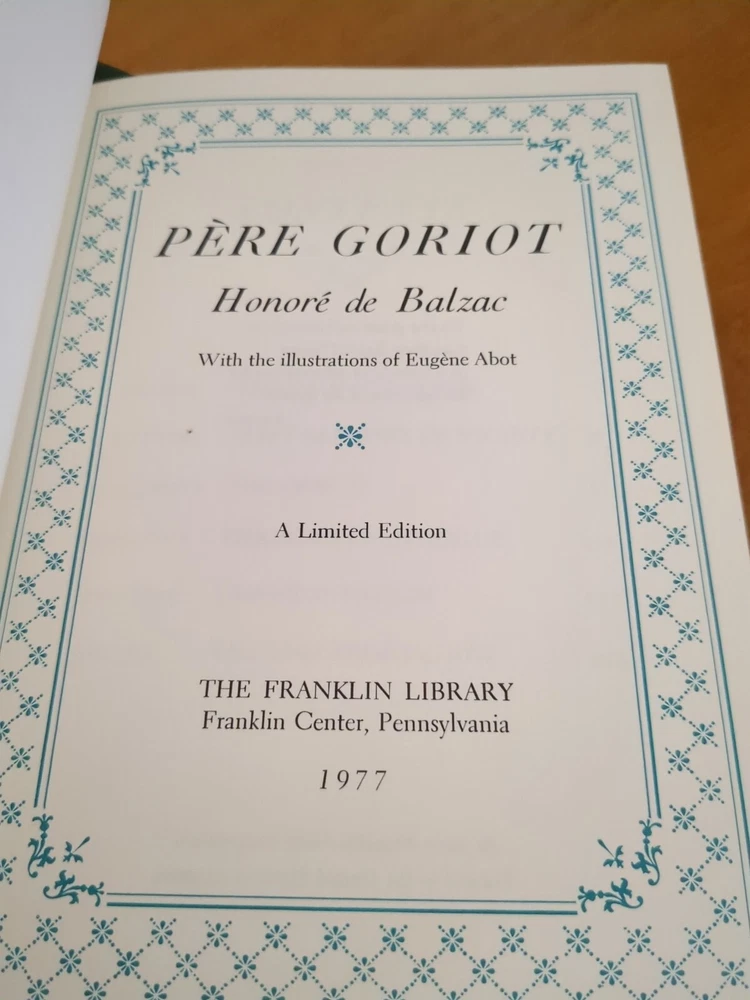 PÈRE GORIOT
Honoré de Balzac
With the illustrations of Eugène Abot
A Limited Edition
THE FRANKLIN LIBRARY
Franklin Center, Pennsylvania
1977